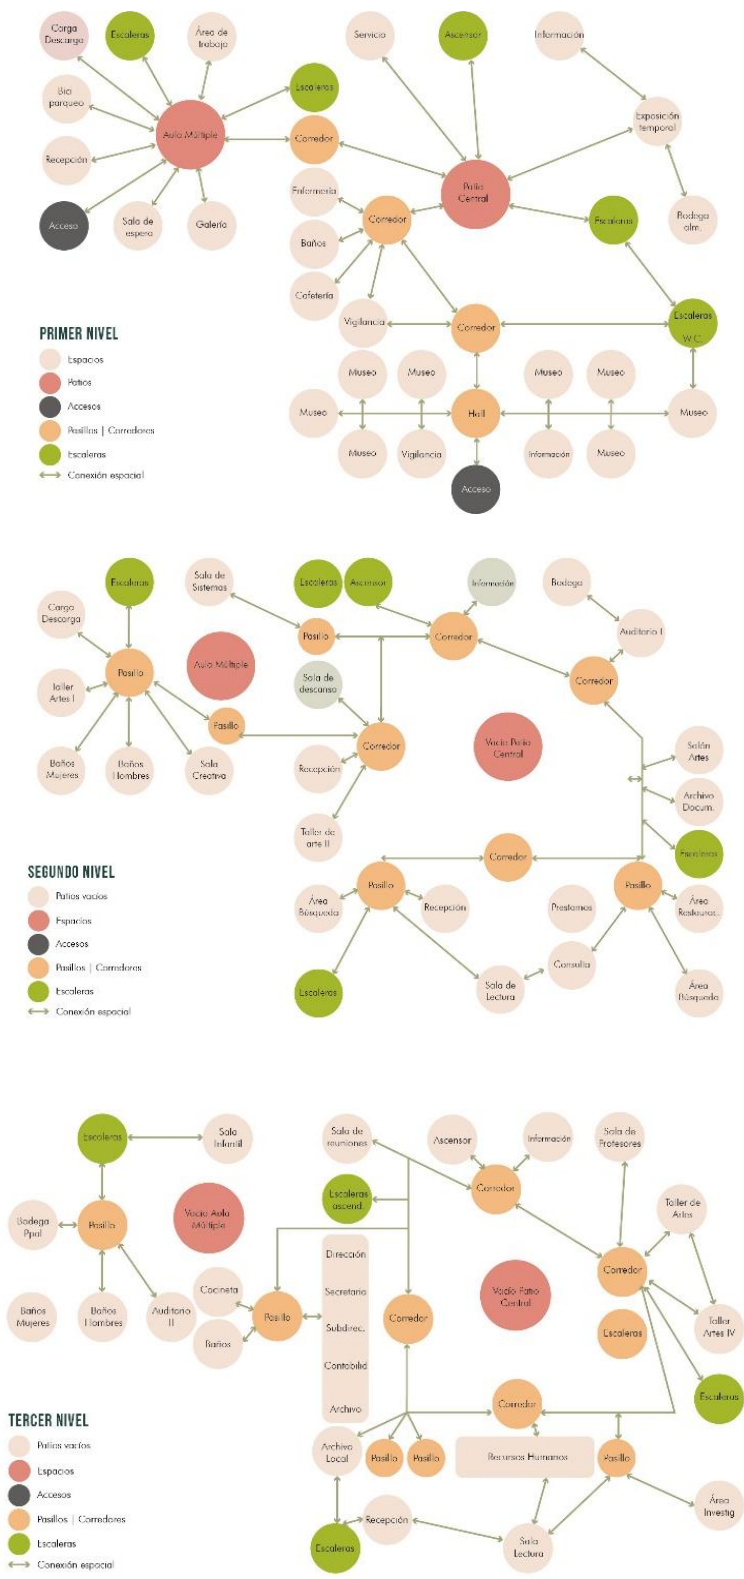 Carga
Descarga
Escaleras
Área de
trabajo
Servicio
Ascensor
Información
Bici
parqueo
Escaleras
Aula Múltiple
Corredor
Exposición
temporal
Recepción
Enfermería
Patio
Central
Acceso
Sala de
espera
Galería
Corredor
Escaleras
Bodega
alm.
Baños
Cafetería
Vigilancia
Corredor
Escaleras
W.C.
PRIMER NIVEL
Espacios
Patios
Accesos
Pasillos | Corredores
Escaleras
Conexión espacial
Museo
Museo
Museo
Museo
Museo
Hall
Museo
Museo
Vigilancia
Información
Museo
Acceso
Escaleras
Sala de
Sistemas
Escaleras
Ascensor
Información
Bodega
Carga
Descarga
Pasillo
Corredor
Auditorio I
Pasillo
Aula Múltiple
Sala de
descanso
Corredor
Taller
Artes I
Pasillo
Corredor
Vacío Patio
Central
Salón
Artes
Baños
Mujeres
Baños
Hombres
Sala
Creativa
Recepción
Archivo
Docum.
Taller de
arte II
Corredor
Escaleras
SEGUNDO NIVEL
Patios vacíos
Espacios
Accesos
Pasillos | Corredores
Escaleras
Conexión espacial
Pasillo
Pasillo
Área
Búsqueda
Recepción
Prestamos
Área
Restaurac..
Escaleras
Sala de
Lectura
Consulta
Área
Búsqueda
Escaleras
Sala
Infantil
Sala de
reuniones
Ascensor
Información
Sala de
Profesores
Corredor
Bodega
Ppal
Pasillo
Vacío Aula
Múltiple
Escaleras
ascend.
Taller de
Artes
Dirección
Corredor
Cocineta
Secretaria
Vacío Patio
Central
Baños
Mujeres
Baños
Hombres
Auditorio
II
Pasillo
Subdirec.
Corredor
Escaleras
Taller
Artes IV
Baños
Contabilid
Escaleras
Archivo
Corredor
TERCER NIVEL
Patios vacíos
Espacios
Accesos
Pasillos | Corredores
Escaleras
Conexión espacial
Archivo
Local
Pasillo
Pasillo
Recursos Humanos
Pasillo
Área
Investig
Recepción
Escaleras
Sala
Lectura